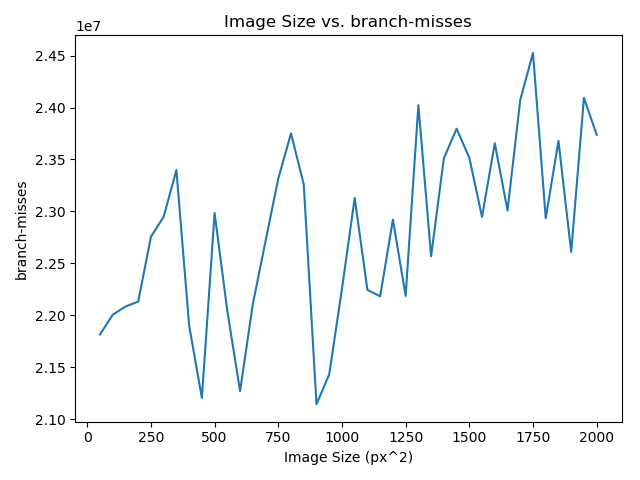 Image Size vs. branch-misses
1e7
2.45
2.40
2.35
2.30
2.25
2.20
2.15
2.10
branch-misses
0 250 500 750 1000 1250 1500 1750 2000
Image Size (px^2)